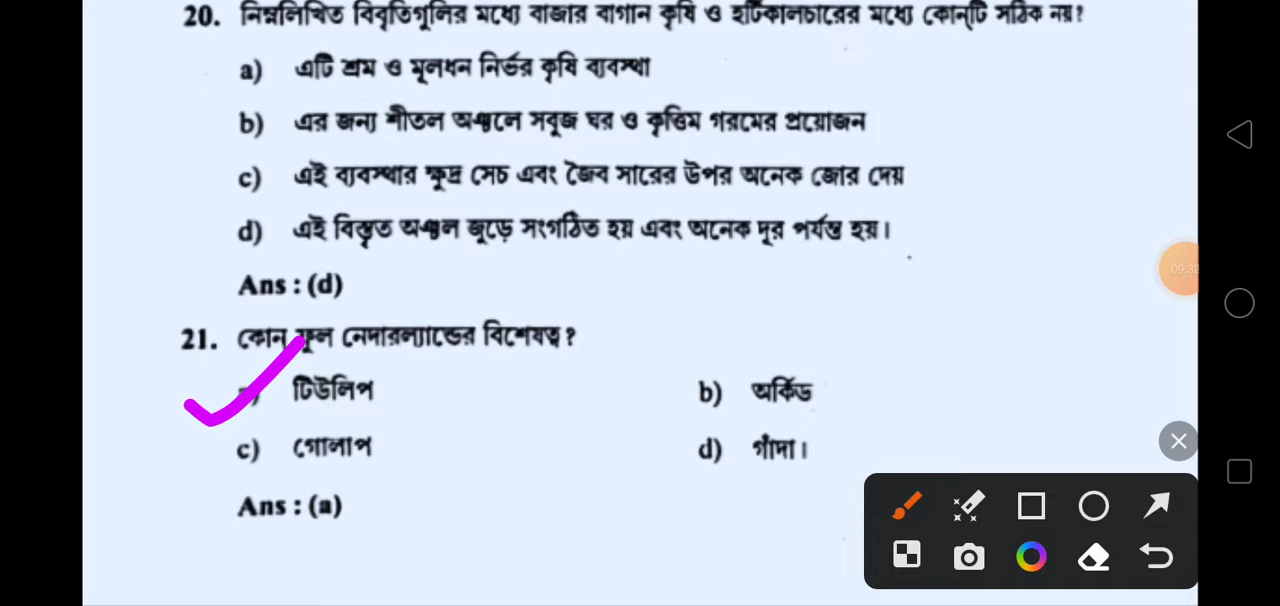 20. নিম্নলিখিত বিবৃতিগুলির মধ্যে বাজার বাগান কৃষি ও হর্টিকালচারের মধ্যে কোন্‌টি সঠিক নয়?
a) এটি শ্রম ও মূলধন নির্ভর কৃষি ব্যবস্থা
b) এর জন্য শীতল অঞ্চলে সবুজ ঘর ও কৃত্তিম গরমের প্রয়োজন
c) এই ব্যবস্থার ক্ষুদ্র সেচ এবং জৈব সারের উপর অনেক জোর দেয়
d) এই বিস্তৃত অঞ্চল জুড়ে সংগঠিত হয় এবং অনেক দূর পর্যন্ত হয়।
Ans : (d)
09:32
21. কোন্ ফুল নেদারল্যান্ডের বিশেষত্ব?
a) টিউলিপ b) অর্কিড
c) গোলাপ d) গাঁদা।
Ans : (a)